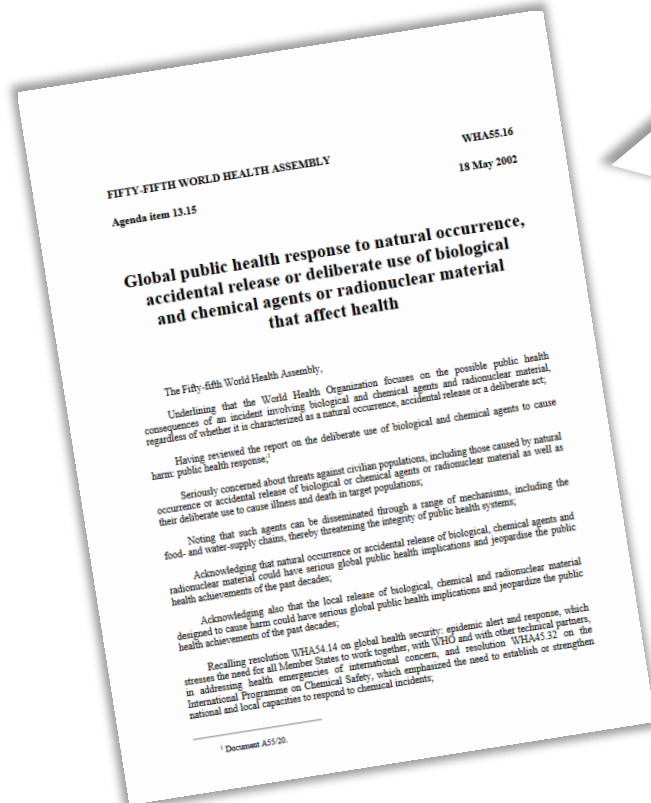 FIFTY-FIFTH WORLD HEALTH ASSEMBLY
WHA55.16
Agenda item 13.15
18 May 2002
Global public health response to natural occurrence,
accidental release or deliberate use of biological
and chemical agents or radionuclear material
that affect health
The Fifty-fifth World Health Assembly,
Underlining that the World Health Organization focuses on the possible public health
consequences of an incident involving biological and chemical agents and radionuclear material,
regardless of whether it is characterized as a natural occurrence, accidental release or a deliberate act;
Having reviewed the report on the deliberate use of biological and chemical agents to cause
harm: public health response;1
Seriously concerned about threats against civilian populations, including those caused by natural
occurrence or accidental release of biological or chemical agents or radionuclear material as well as
their deliberate use to cause illness and death in target populations;
Noting that such agents can be disseminated through a range of mechanisms, including the
food- and water-supply chains, thereby threatening the integrity of public health systems;
Acknowledging that natural occurrence or accidental release of biological, chemical agents and
radionuclear material could have serious global public health implications and jeopardise the public
health achievements of the past decades;
Acknowledging also that the local release of biological, chemical and radionuclear material
designed to cause harm could have serious global public health implications and jeopardize the public
health achievements of the past decades;
Recalling resolution WHA54.14 on global health security: epidemic alert and response, which
stresses the need for all Member States to work together, with WHO and with other technical partners,
in addressing health emergencies of international concern, and resolution WHA45.32 on the
International Programme on Chemical Safety, which emphasized the need to establish or strengthen
national and local capacities to respond to chemical incidents;
1 Document A55/20.